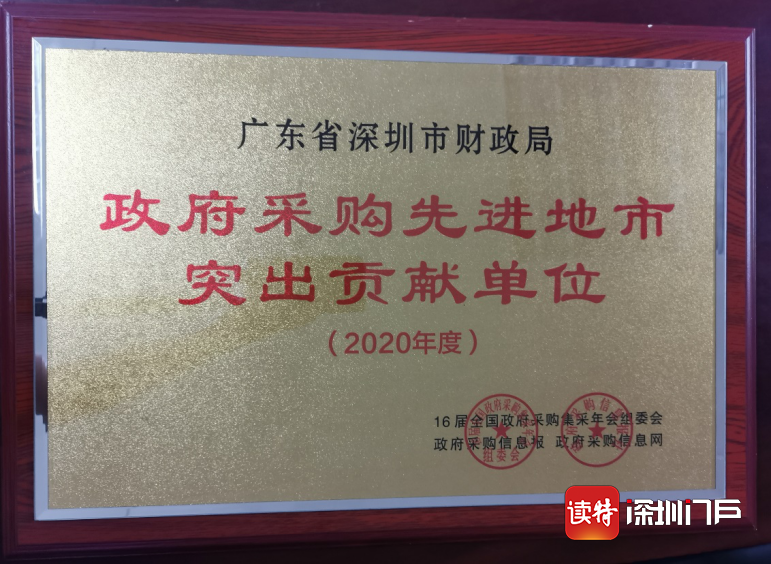 广东省深圳市财政局
政府采购先进地市
突出贡献单位
（2020年度）
16届全国政府采购集采年会组委会
政府采购信息报 政府采购信息网
组委会
读特 深圳门户